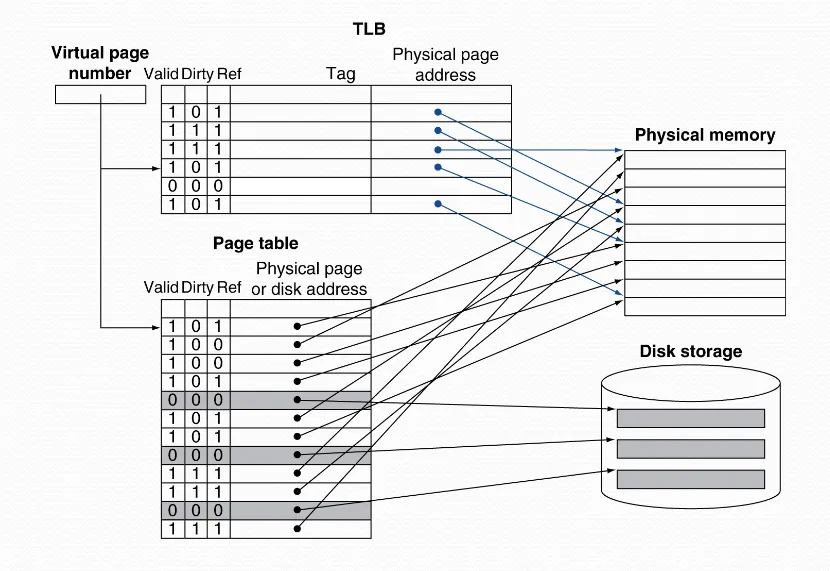 TLB
Virtual page
number
Valid Dirty Ref
Tag
Physical page
address
1 0 1
1 1 1
1 1 1
1 0 1
0 0 0
1 0 1
Physical memory
Page table
Physical page
Valid Dirty Ref or disk address
1 0 1
1 0 0
1 0 0
1 0 1
0 0 0
1 0 1
1 0 1
0 0 0
1 1 1
1 1 1
0 0 0
1 1 1
Disk storage